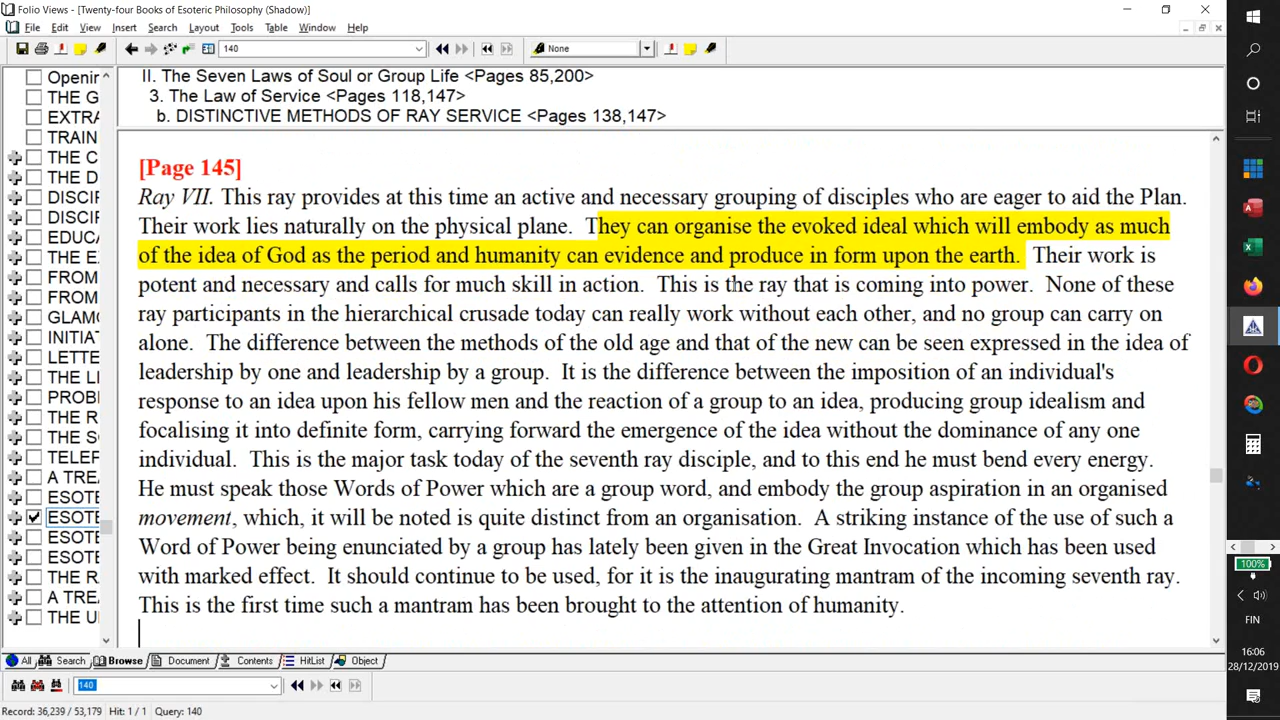 Folio Views - [Twenty-four Books of Esoteric Philosophy (Shadow)]
File Edit View Insert Search Layout Tools Table Window Help
140
None
Openin
THE G
EXTRA
TRAIN
THE C
THE D
DISCIP
DISCIP
EDUCA
THE E
FROM
FROM
GLAMO
INITIA
LETTE
THE LI
PROBL
THE R
THE S
TELEP
A TREA
ESOTE
ESOTE
ESOTE
ESOTE
THE R
A TREA
THE U
II. The Seven Laws of Soul or Group Life <Pages 85,200>
3. The Law of Service <Pages 118,147>
b. DISTINCTIVE METHODS OF RAY SERVICE <Pages 138,147>
[Page 145]
Ray VII. This ray provides at this time an active and necessary grouping of disciples who are eager to aid the Plan.
Their work lies naturally on the physical plane. They can organise the evoked ideal which will embody as much
of the idea of God as the period and humanity can evidence and produce in form upon the earth. Their work is
potent and necessary and calls for much skill in action. This is the ray that is coming into power. None of these
ray participants in the hierarchical crusade today can really work without each other, and no group can carry on
alone. The difference between the methods of the old age and that of the new can be seen expressed in the idea of
leadership by one and leadership by a group. It is the difference between the imposition of an individual's
response to an idea upon his fellow men and the reaction of a group to an idea, producing group idealism and
focalising it into definite form, carrying forward the emergence of the idea without the dominance of any one
individual. This is the major task today of the seventh ray disciple, and to this end he must bend every energy.
He must speak those Words of Power which are a group word, and embody the group aspiration in an organised
movement, which, it will be noted is quite distinct from an organisation. A striking instance of the use of such a
Word of Power being enunciated by a group has lately been given in the Great Invocation which has been used
with marked effect. It should continue to be used, for it is the inaugurating mantram of the incoming seventh ray.
This is the first time such a mantram has been brought to the attention of humanity.
All Search Browse Document Contents HitList Object
140
Record: 36,239 / 53,179 Hit: 1 / 1 Query: 140
100%
FIN
16:06
28/12/2019